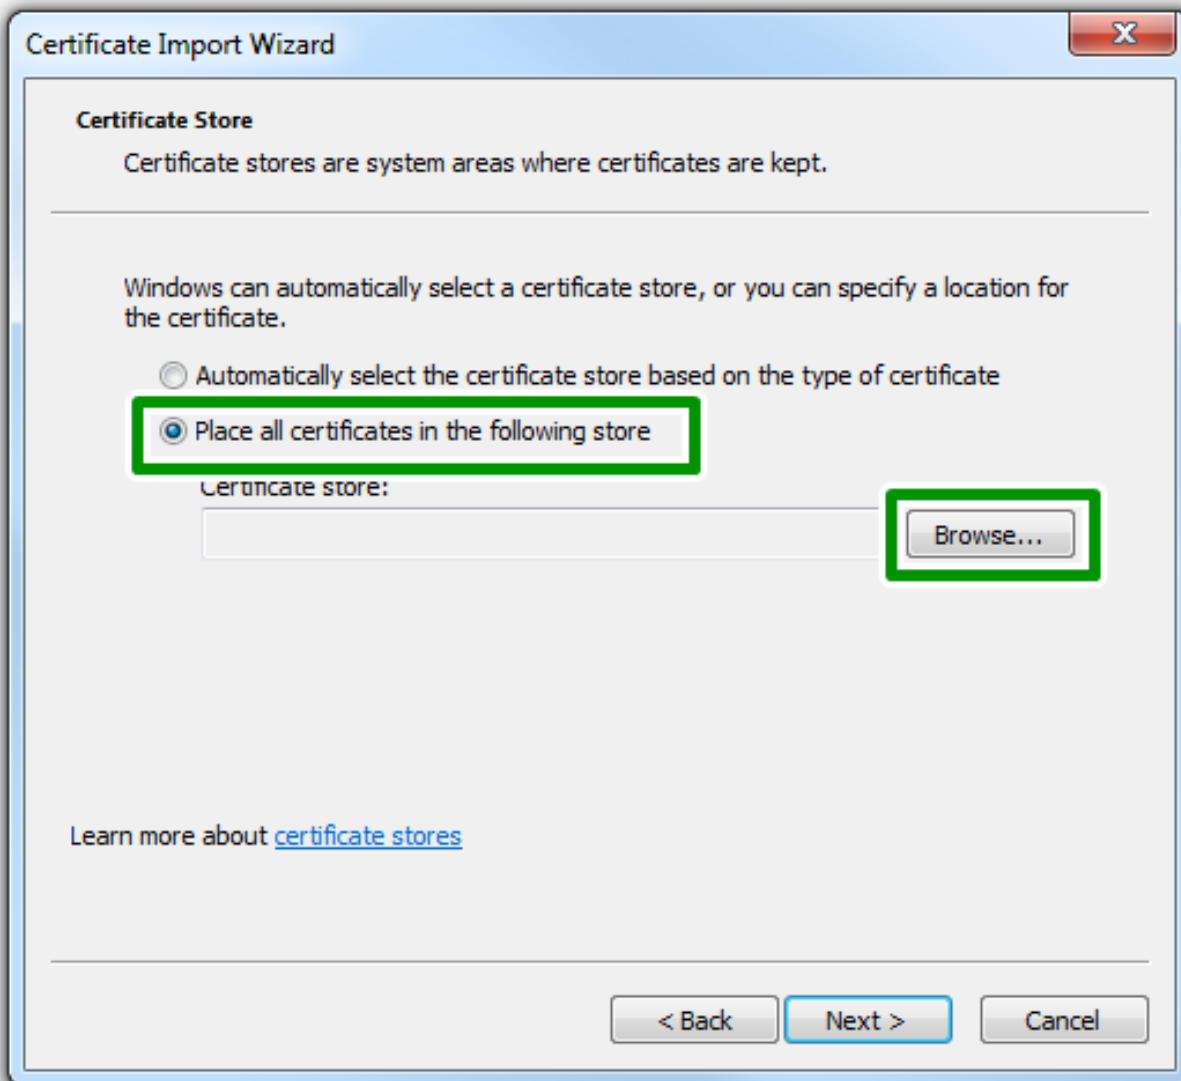 Certificate Import Wizard
Certificate Store
Certificate stores are system areas where certificates are kept.
Windows can automatically select a certificate store, or you can specify a location for
the certificate.
Automatically select the certificate store based on the type of certificate
Place all certificates in the following store
Certificate store:
Browse...
Learn more about certificate stores
< Back
Next >
Cancel